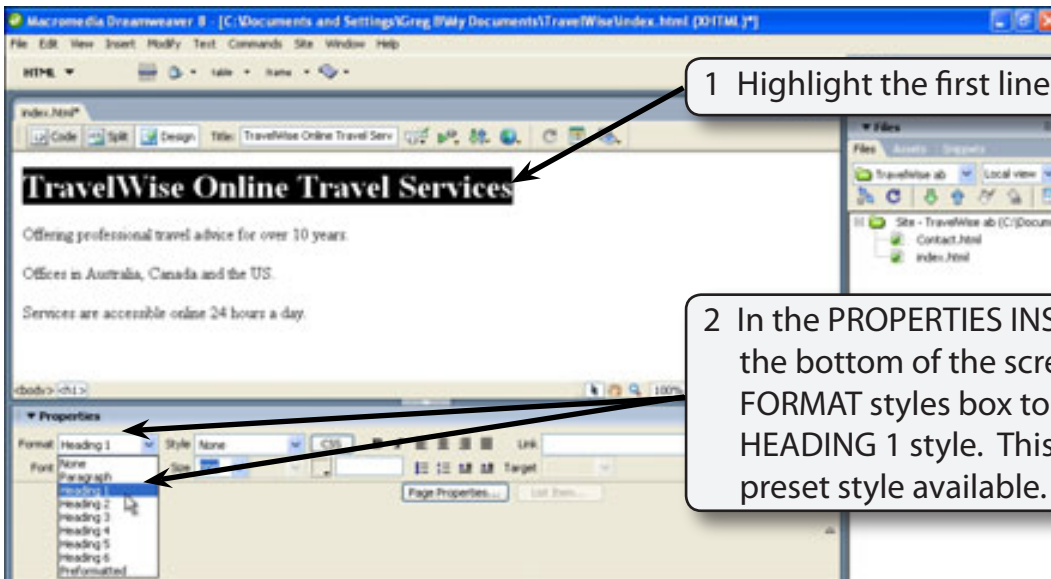 Macromedia Dreamweaver 8 - [C:\Documents and Settings\Greg B\My Documents\TravelWise\index.html (XHTML)*]
File Edit View Insert Modify Text Commands Site Window Help
HTML table frame
1 Highlight the first line
index.html*
Code Split Design Title: TravelWise Online Travel Serv
Files
Files Assets Snippets
TravelWise ab Local view
TravelWise Online Travel Services
Site - TravelWise ab (C:\Docum
Contact.html
index.html
Offering professional travel advice for over 10 years.
Offices in Australia, Canada and the US.
Services are accessible online 24 hours a day.
2 In the PROPERTIES INS
the bottom of the scre
FORMAT styles box to
HEADING 1 style. This
preset style available.
<body> <h1> 100%
Properties
Format Heading 1 Style None CSS B I Link
Font Size Target
None
Paragraph
Heading 1
Heading 2
Heading 3
Heading 4
Heading 5
Heading 6
Preformatted
Page Properties... List Item...